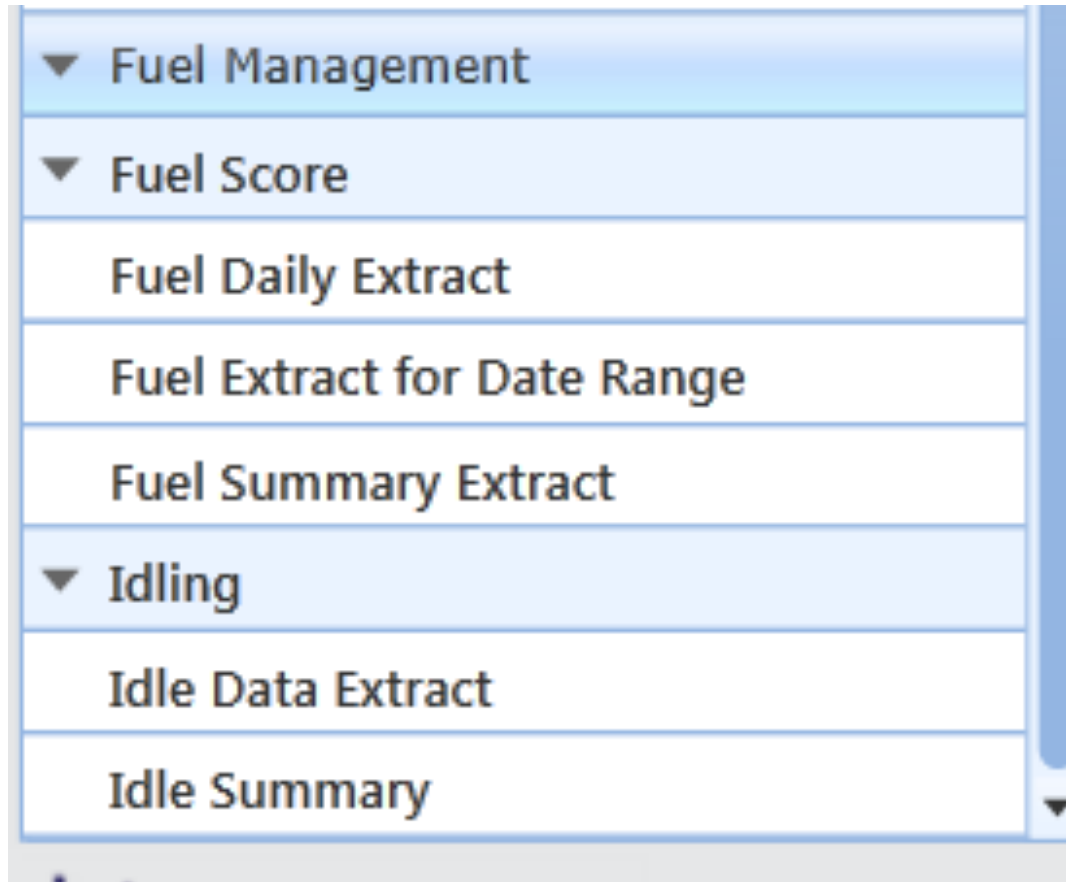 Fuel Management
Fuel Score
Fuel Daily Extract
Fuel Extract for Date Range
Fuel Summary Extract
Idling
Idle Data Extract
Idle Summary